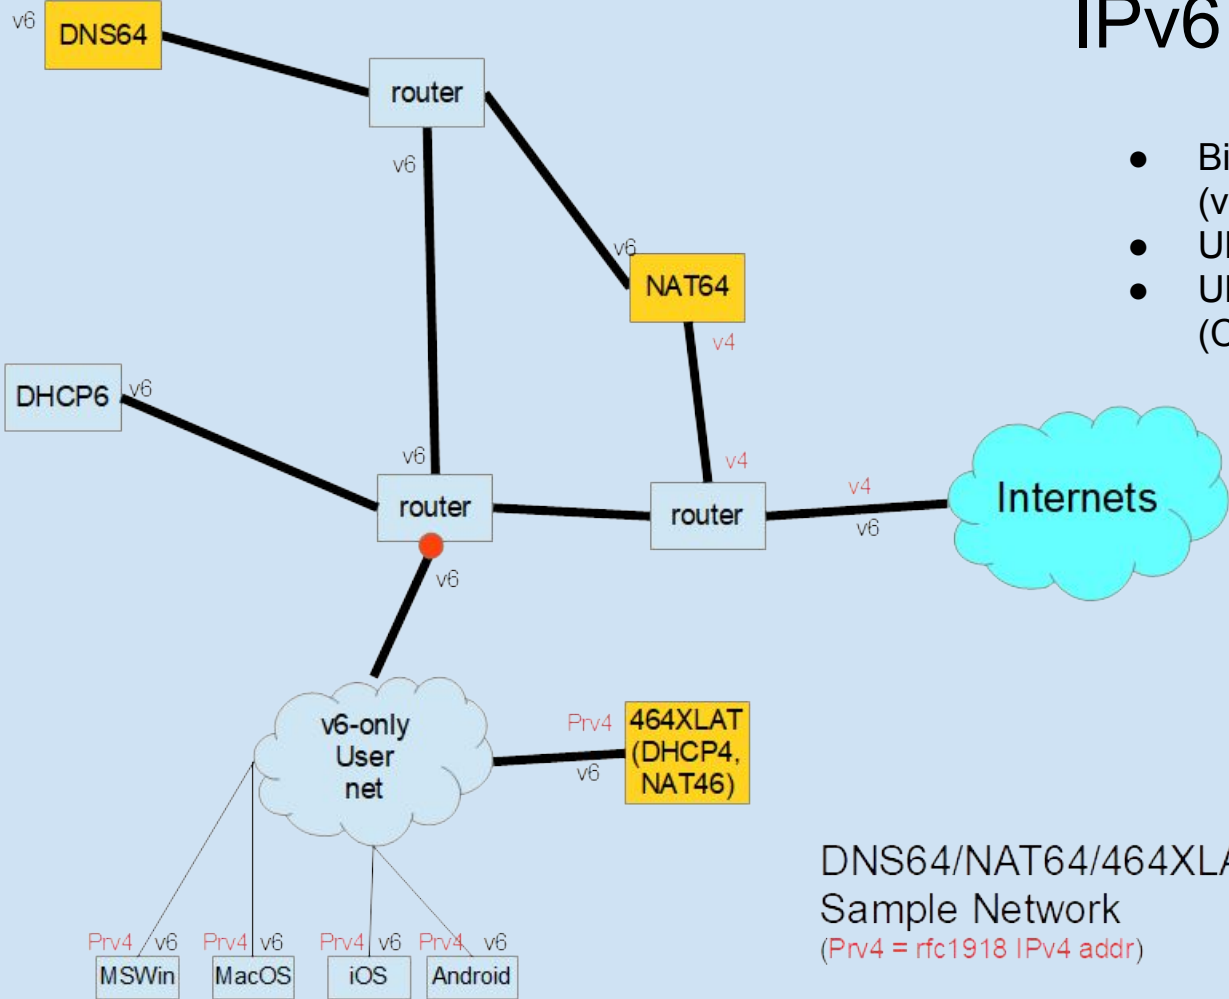 IPv6
v6
DNS64
router
v6
v6
NAT64
v4
DHCP6
v6
v6
v4
router
router
v4
v6
Internets
v6
v6-only
User
net
Prv4
v6
464XLAT
(DHCP4,
NAT46)
DNS64/NAT64/464XLA
Sample Network
(Prv4 = rfc1918 IPv4 addr)
Prv4 v6
Prv4 v6
Prv4 v6
Prv4 v6
MSWin
MacOS
iOS
Android